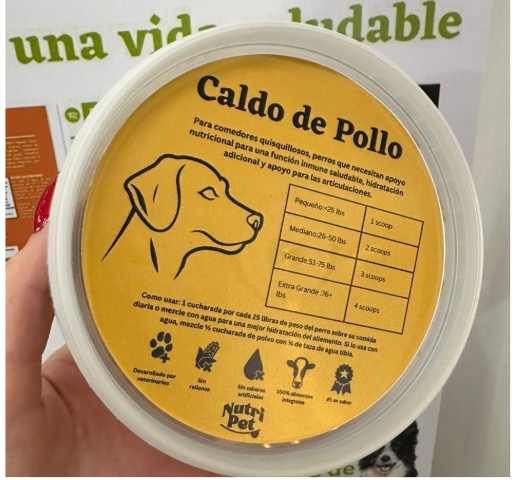 una vida saludable
Caldo de Pollo
Para comedores quisquillosos, perros que necesitan apoyo
nutricional para una función inmune saludable, hidratación
adicional y apoyo para las articulaciones.
Pequeño:<25 lbs 1 scoop
Mediano:26-50 lbs 2 scoops
Grande:51-75 lbs 3 scoops
Extra Grande :76+ 4 scoops
lbs
Como usar: 1 cucharada por cada 25 libras de peso del perro sobre su comida
diaria o mezcle con agua para una mejor hidratación del alimento. Si lo usa con
agua, mezcle ½ cucharada de polvo con ¼ de taza de agua tibia.
Desarollado por
veterinarios
Sin
rellenos
Sin sabores
artificiales
100% alimentos
integrales
#1 en sabor
Nutri
Pet
de